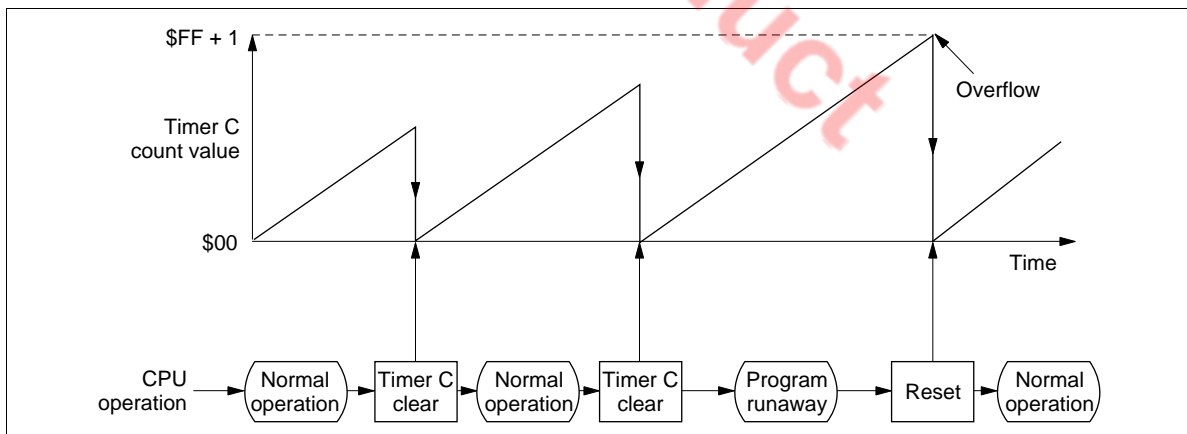 $FF + 1
Timer C
count value
$00
Overflow
Time
CPU
operation
Normal
operation
Timer C
clear
Normal
operation
Timer C
clear
Program
runaway
Reset
Normal
operation
uct